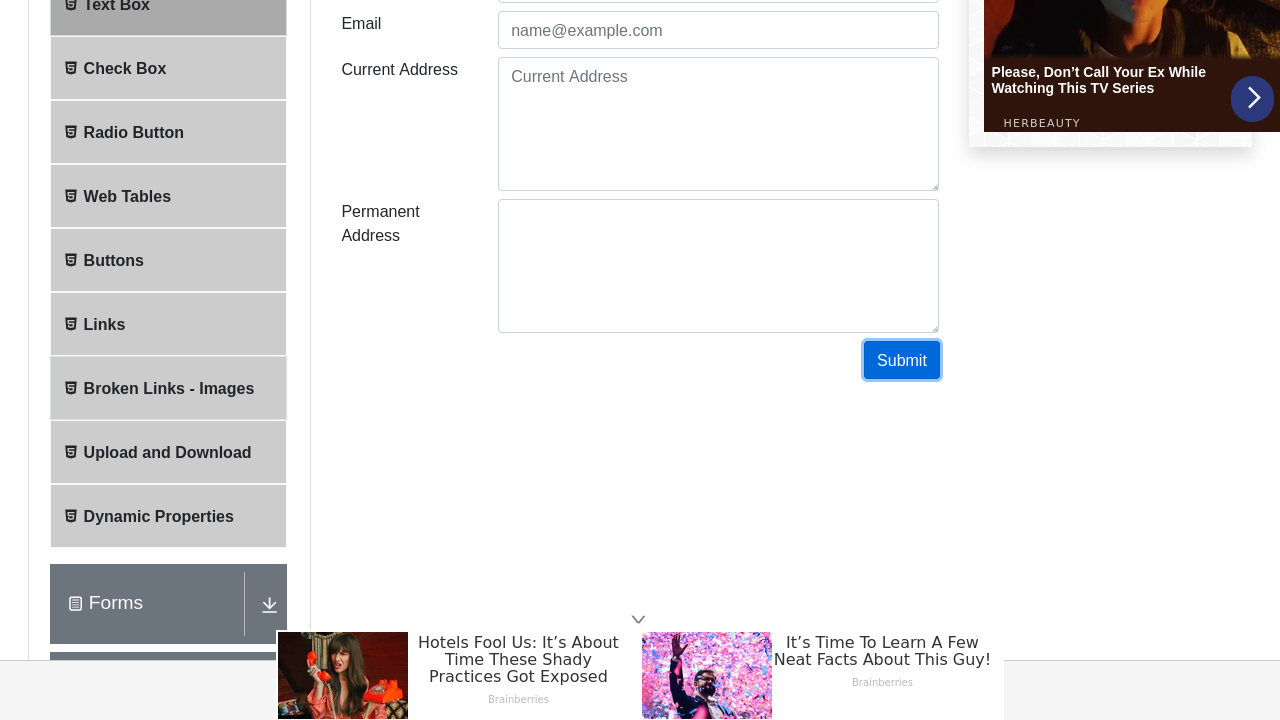 Text Box
Check Box
Radio Button
Web Tables
Buttons
Links
Broken Links - Images
Upload and Download
Dynamic Properties
Forms
Email
name@example.com
Current Address
Current Address
Permanent
Address
Submit
Please, Don’t Call Your Ex While
Watching This TV Series
HERBEAUTY
Hotels Fool Us: It’s About
Time These Shady
Practices Got Exposed
Brainberries
It’s Time To Learn A Few
Neat Facts About This Guy!
Brainberries